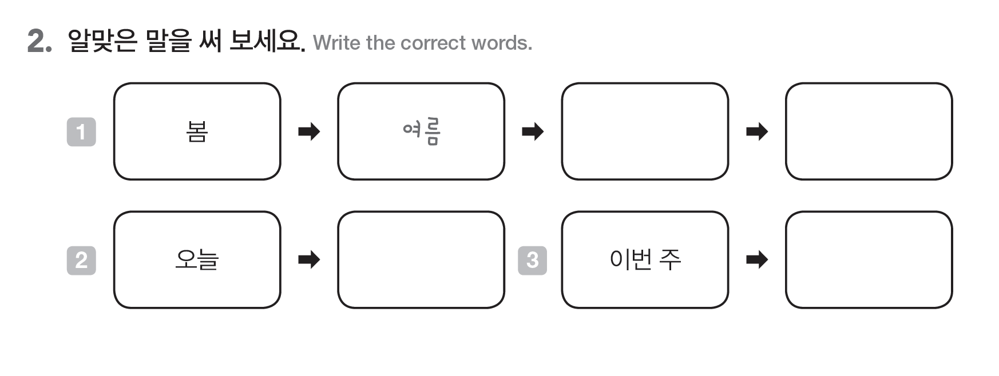 2. 알맞은 말을 써 보세요. Write the correct words.
1 봄 여름
2 오늘 3 이번 주